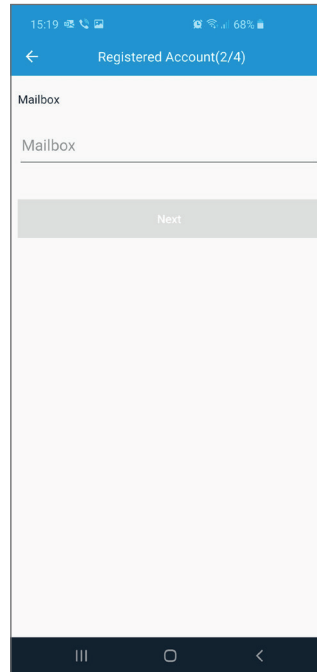 15:19 68%
Registered Account(2/4)
Mailbox
Mailbox
Next